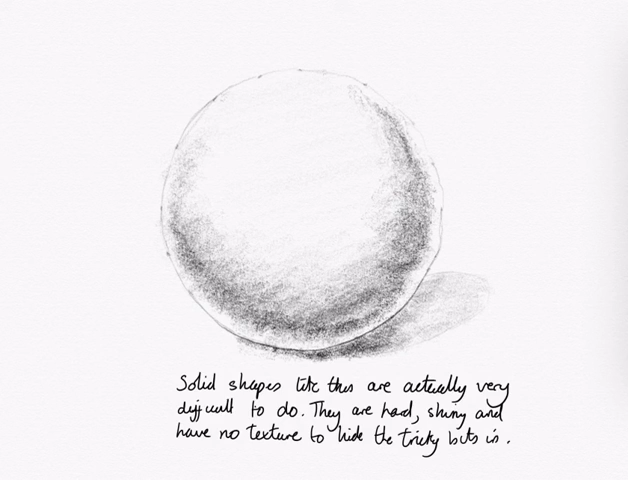 Solid shapes like this are actually very
difficult to do. They are hard, shiny and
have no texture to hide the tricky bits in.